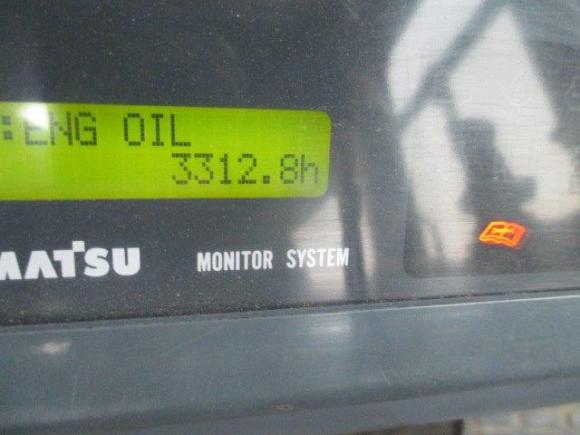 :ENG OIL
3312.8h
MATSU
MONITOR SYSTEM